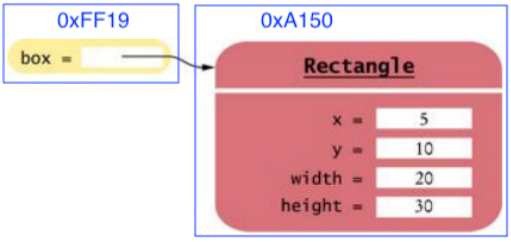 0xFF19
box =
0xA150
Rectangle
x = 5
y = 10
width = 20
height = 30